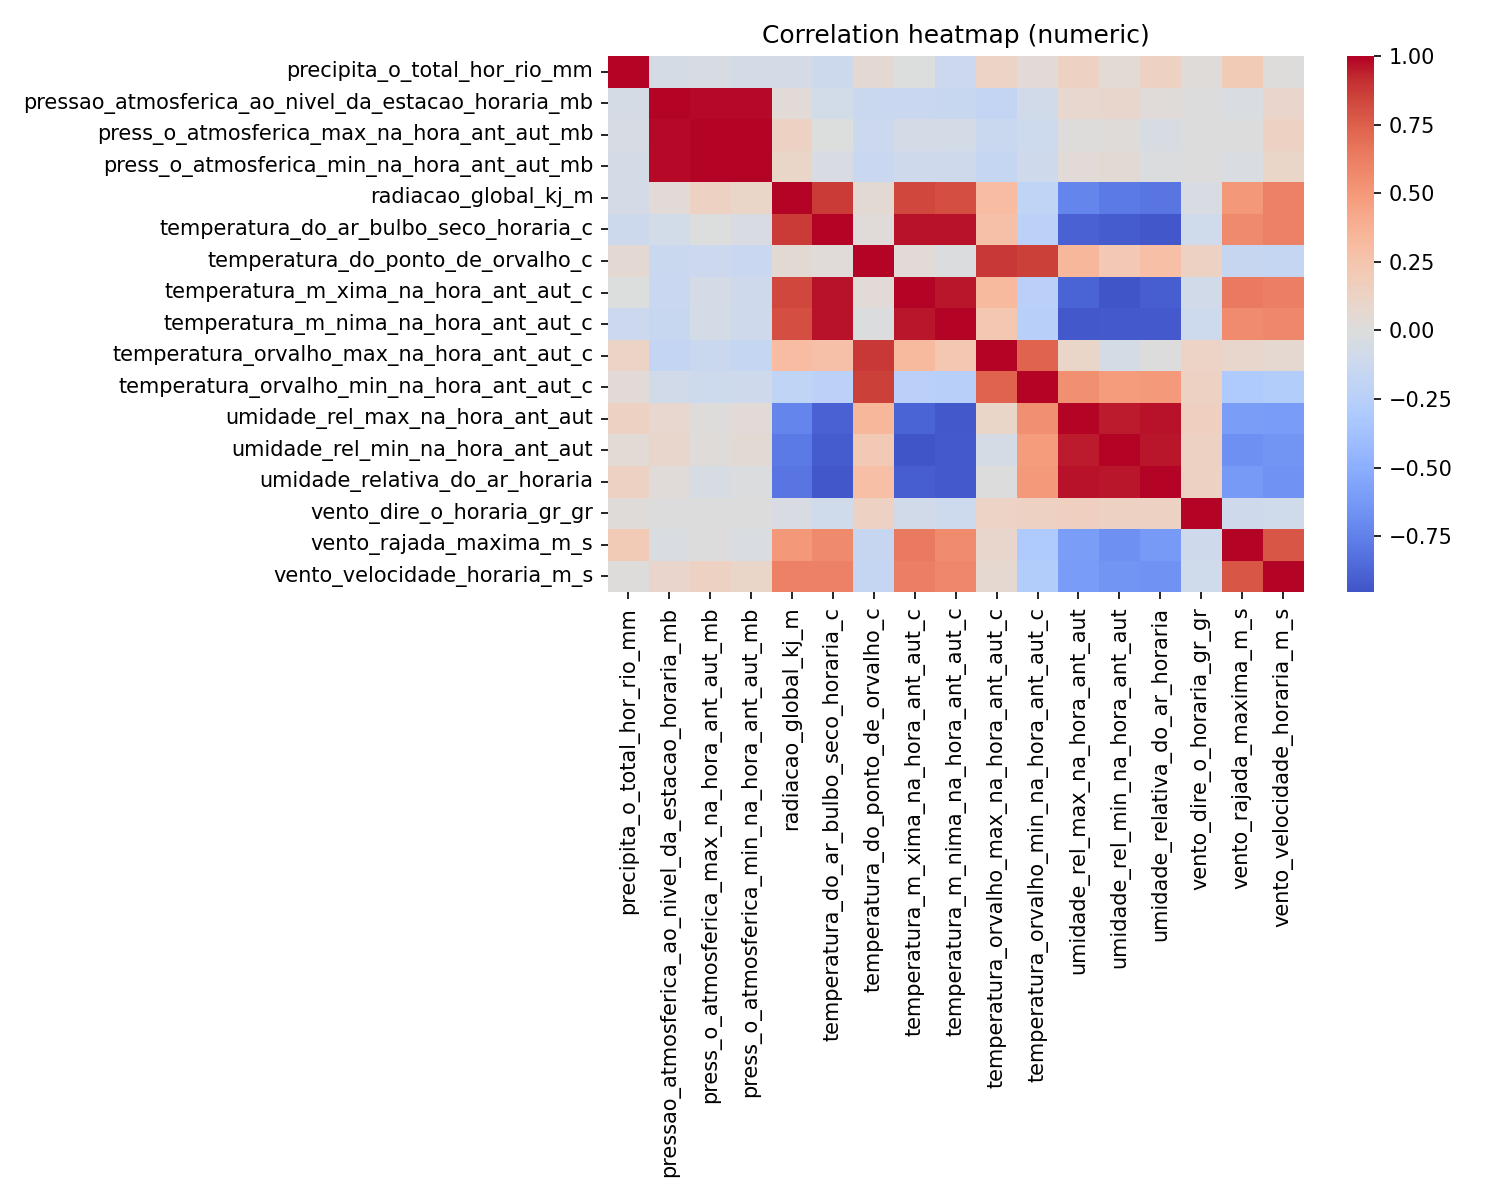 Correlation heatmap (numeric)
precipita_o_total_hor_rio_mm
pressao_atmosferica_ao_nivel_da_estacao_horaria_mb
press_o_atmosferica_max_na_hora_ant_aut_mb
press_o_atmosferica_min_na_hora_ant_aut_mb
radiacao_global_kj_m
temperatura_do_ar_bulbo_seco_horaria_c
temperatura_do_ponto_de_orvalho_c
temperatura_m_xima_na_hora_ant_aut_c
temperatura_m_nima_na_hora_ant_aut_c
temperatura_orvalho_max_na_hora_ant_aut_c
temperatura_orvalho_min_na_hora_ant_aut_c
umidade_rel_max_na_hora_ant_aut
umidade_rel_min_na_hora_ant_aut
umidade_relativa_do_ar_horaria
vento_dire_o_horaria_gr_gr
vento_rajada_maxima_m_s
vento_velocidade_horaria_m_s
precipita_o_total_hor_rio_mm
pressao_atmosferica_ao_nivel_da_estacao_horaria_mb
press_o_atmosferica_max_na_hora_ant_aut_mb
press_o_atmosferica_min_na_hora_ant_aut_mb
radiacao_global_kj_m
temperatura_do_ar_bulbo_seco_horaria_c
temperatura_do_ponto_de_orvalho_c
temperatura_m_xima_na_hora_ant_aut_c
temperatura_m_nima_na_hora_ant_aut_c
temperatura_orvalho_max_na_hora_ant_aut_c
temperatura_orvalho_min_na_hora_ant_aut_c
umidade_rel_max_na_hora_ant_aut
umidade_rel_min_na_hora_ant_aut
umidade_relativa_do_ar_horaria
vento_dire_o_horaria_gr_gr
vento_rajada_maxima_m_s
vento_velocidade_horaria_m_s
1.00
0.75
0.50
0.25
0.00
−0.25
−0.50
−0.75